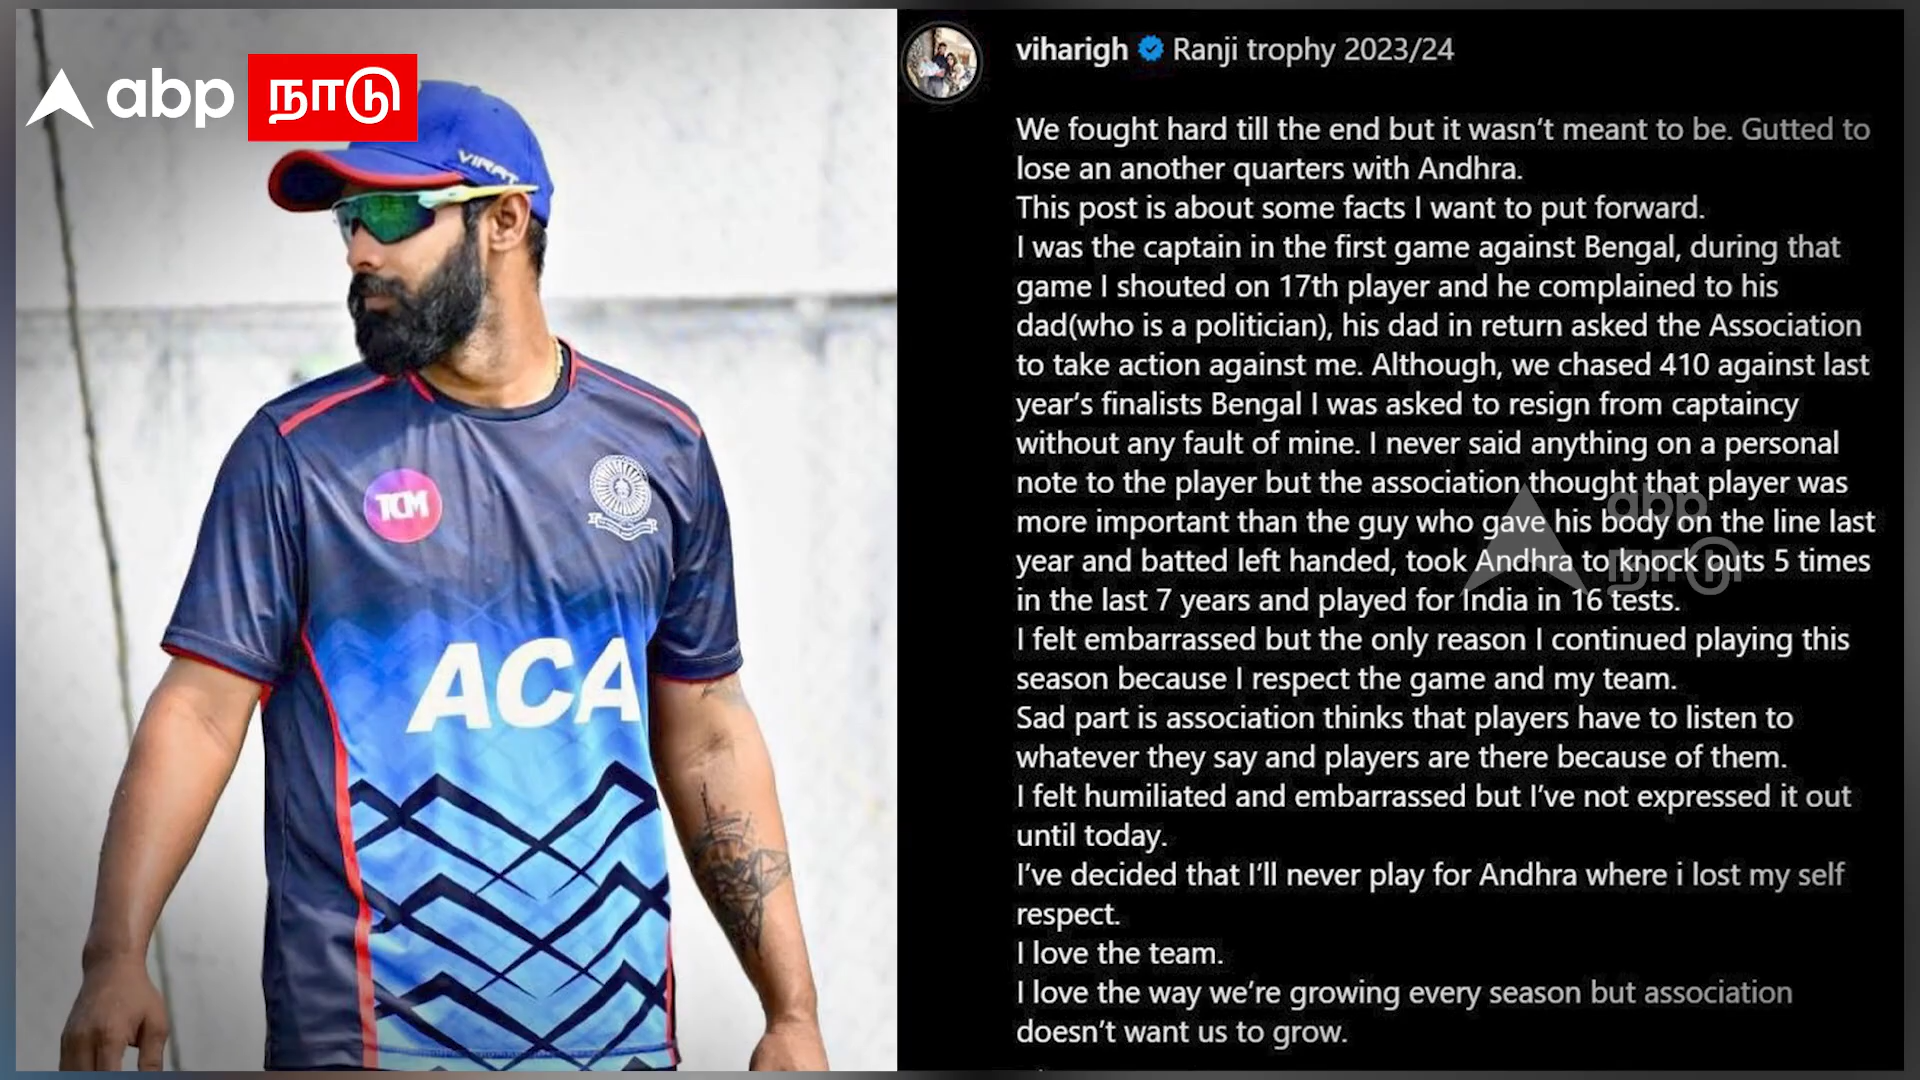 abp நாடு
VIRAT
TCM
ACA
viharigh Ranji trophy 2023/24
We fought hard till the end but it wasn't meant to be. Gutted to
lose an another quarters with Andhra.
This post is about some facts I want to put forward.
I was the captain in the first game against Bengal, during that
game I shouted on 17th player and he complained to his
dad(who is a politician), his dad in return asked the Association
to take action against me. Although, we chased 410 against last
year's finalists Bengal I was asked to resign from captaincy
without any fault of mine. I never said anything on a personal
note to the player but the association thought that player was
more important than the guy who gave his body on the line last
year and batted left handed, took Andhra to knock outs 5 times
in the last 7 years and played for India in 16 tests.
I felt embarrassed but the only reason I continued playing this
season because I respect the game and my team.
Sad part is association thinks that players have to listen to
whatever they say and players are there because of them.
I felt humiliated and embarrassed but I've not expressed it out
until today.
I've decided that I'll never play for Andhra where i lost my self
respect.
I love the team.
I love the way we're growing every season but association
doesn't want us to grow.
abp
நாடு